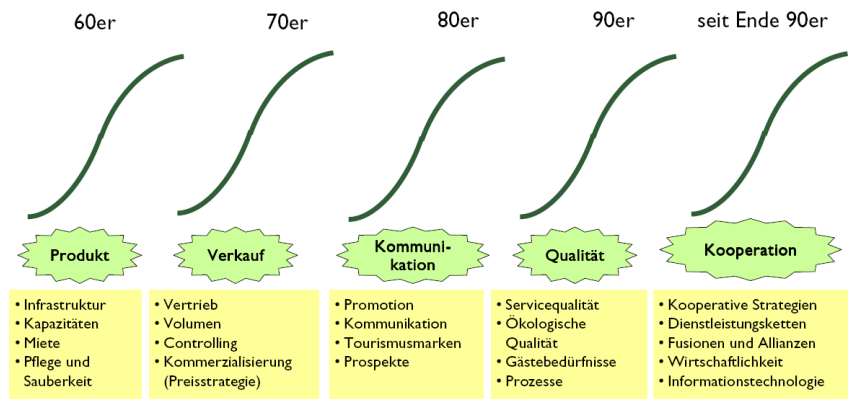 60er
70er
80er
90er
seit Ende 90er
Produkt
Verkauf
Kommuni-
kation
Qualität
Kooperation
• Infrastruktur
• Kapazitäten
• Miete
• Pflege und
Sauberkeit
• Vertrieb
• Volumen
• Controlling
• Kommerzialisierung
(Preisstrategie)
• Promotion
• Kommunikation
• Tourismusmarken
• Prospekte
• Servicequalität
• Ökologische
Qualität
• Gästebedürfnisse
• Prozesse
• Kooperative Strategien
• Dienstleistungsketten
• Fusionen und Allianzen
• Wirtschaftlichkeit
• Informationstechnologie